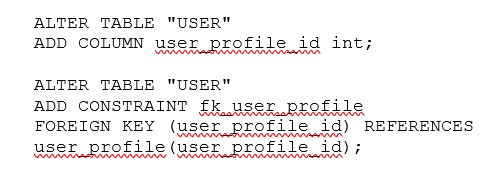 ALTER TABLE "USER"
ADD COLUMN user_profile_id int;
ALTER TABLE "USER"
ADD CONSTRAINT fk_user_profile
FOREIGN KEY (user_profile_id) REFERENCES
user_profile(user_profile_id);